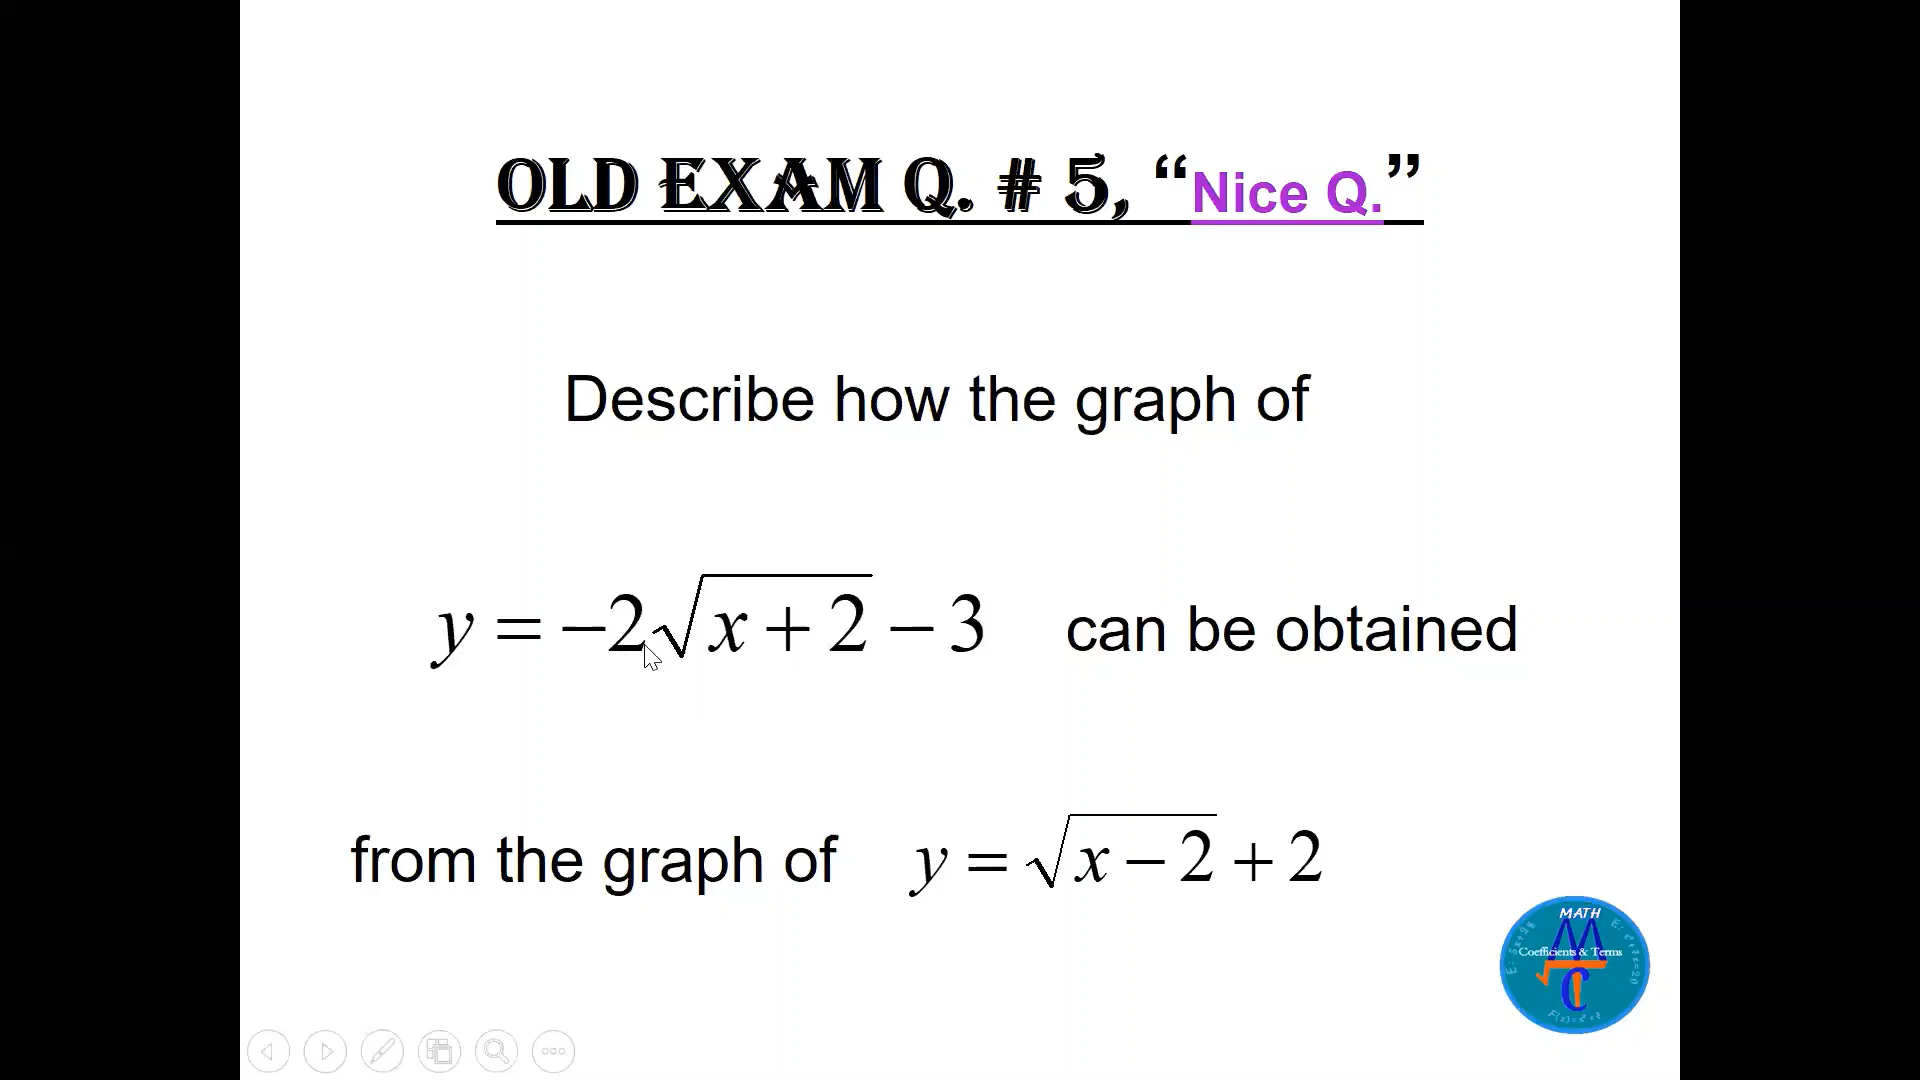 OLD EXAM Q. # 5, “Nice Q.”
Describe how the graph of
y = −2√(x + 2) − 3 can be obtained
from the graph of y = √(x − 2) + 2
MATH
Coefficients & Terms